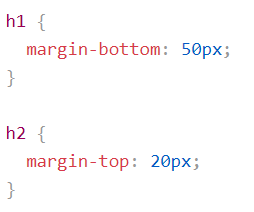 h1 {
  margin-bottom: 50px;
}

h2 {
  margin-top: 20px;
}